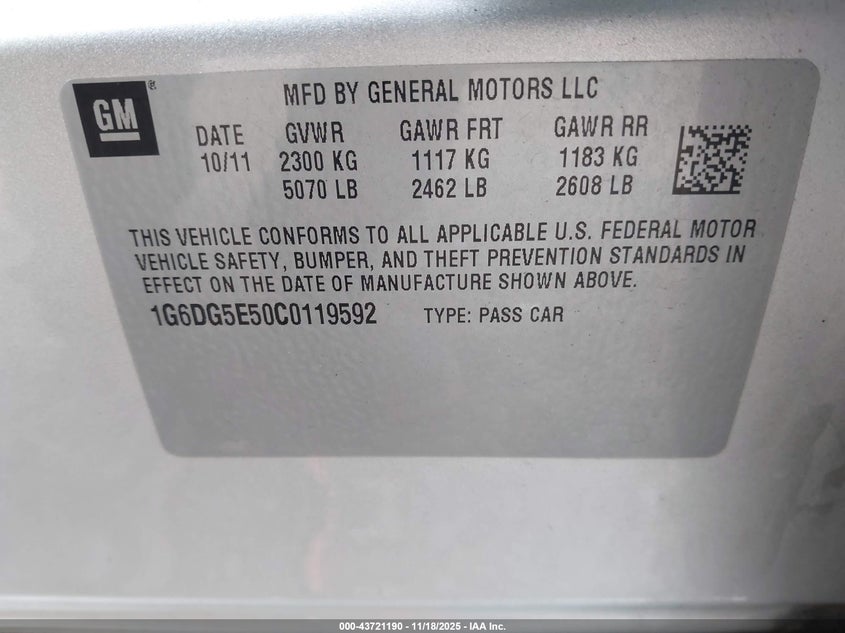 GM®
MFD BY GENERAL MOTORS LLC
DATE GVWR GAWR FRT GAWR RR
10/11 2300 KG 1117 KG 1183 KG
5070 LB 2462 LB 2608 LB
THIS VEHICLE CONFORMS TO ALL APPLICABLE U.S. FEDERAL MOTOR
VEHICLE SAFETY, BUMPER, AND THEFT PREVENTION STANDARDS IN
EFFECT ON THE DATE OF MANUFACTURE SHOWN ABOVE.
1G6DG5E50C0119592 TYPE: PASS CAR
000-43721190 - 11/18/2025 - IAA Inc.